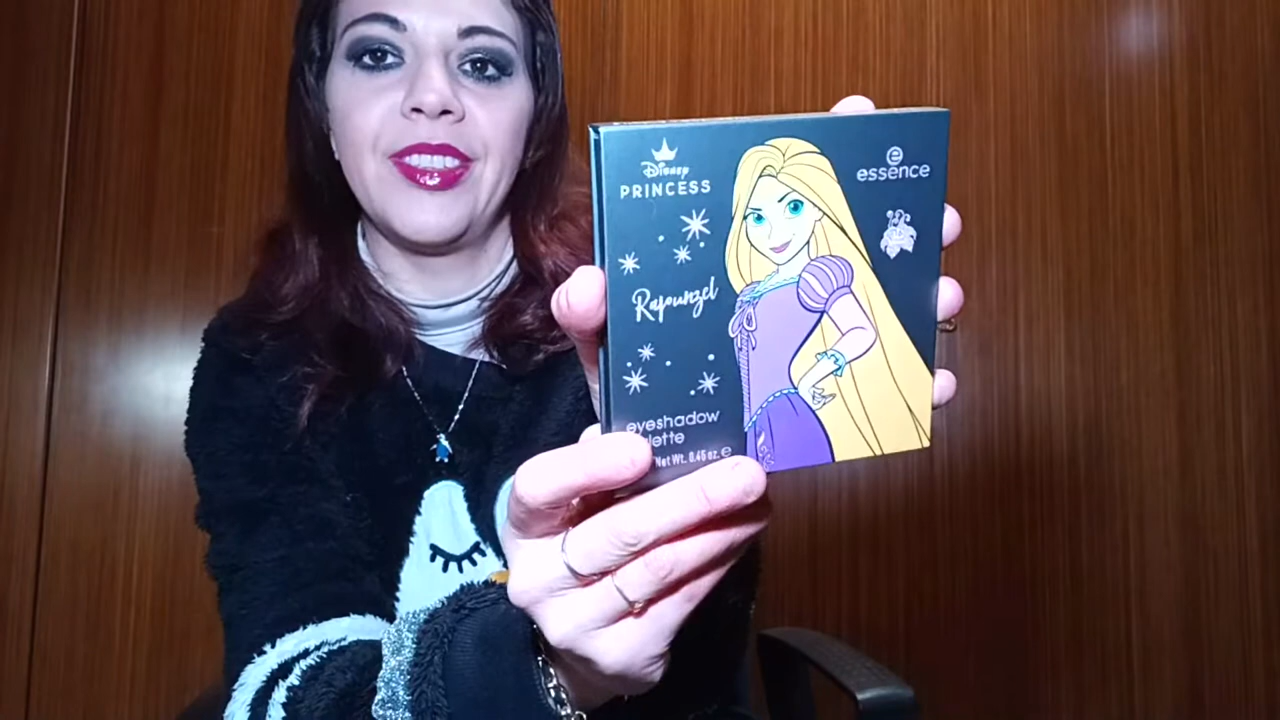 Disney
PRINCESS
e
essence
Rapunzel
eyeshadow
Net Wt. 0.45 oz. e